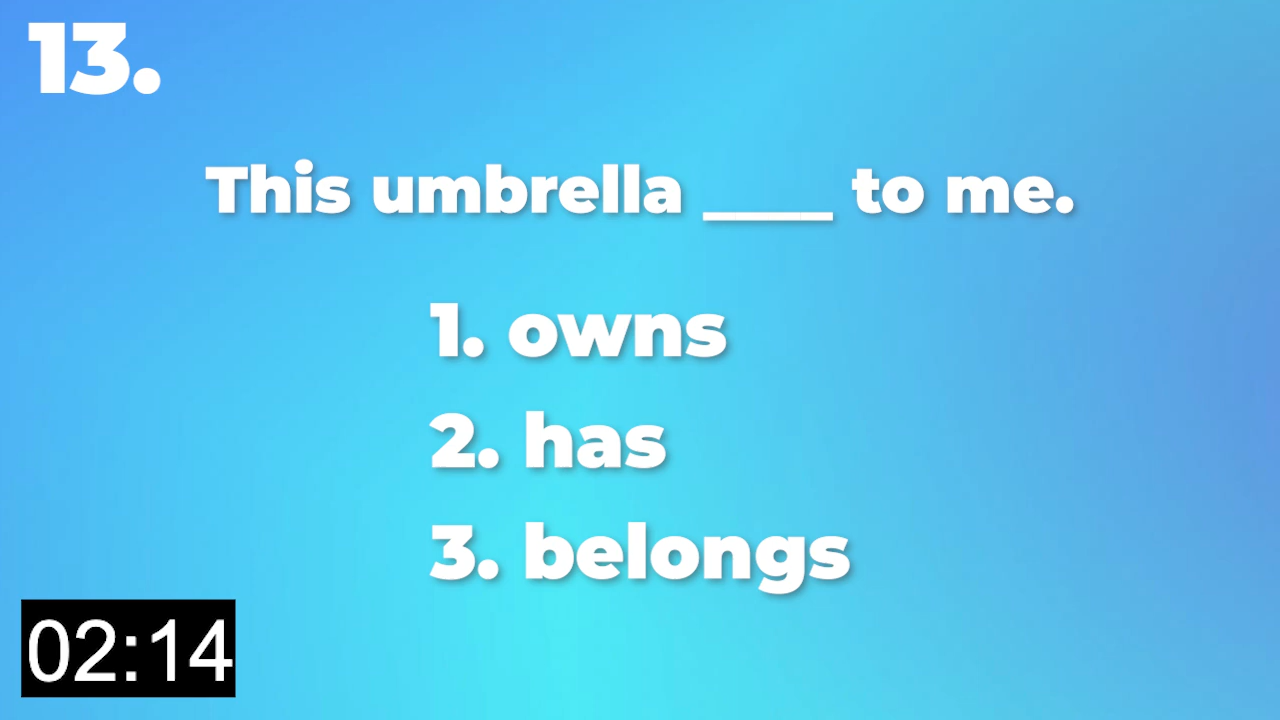 13.
This umbrella ____ to me.
1. owns
2. has
3. belongs
02:14